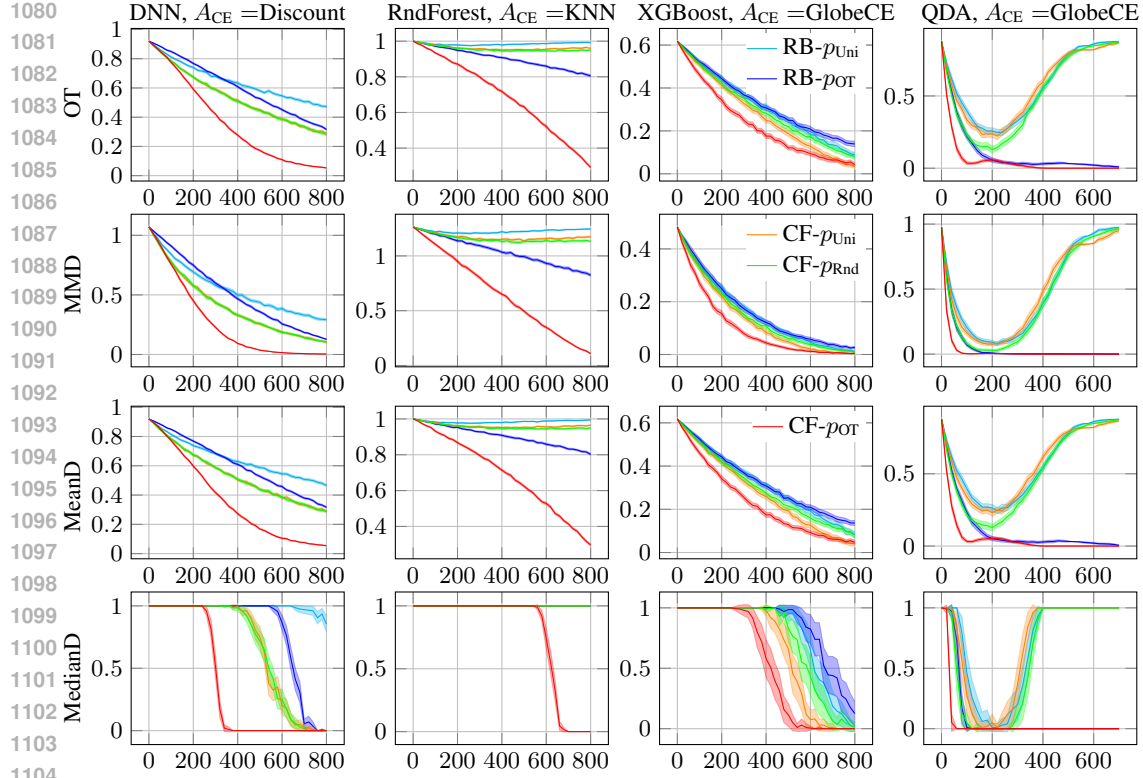 1080
1081
1082
1083
1084
1085
1086
1087
1088
1089
1090
1091
1092
1093
1094
1095
1096
1097
1098
1099
1100
1101
1102
1103
1104
DNN, A_CE =Discount
RndForest, A_CE =KNN
XGBoost, A_CE =GlobeCE
QDA, A_CE =GlobeCE
OT
1
0.8
0.6
0.4
0.2
0
0 200 400 600 800
1
0.8
0.6
0.4
0 200 400 600 800
0.6
0.4
0.2
0
0 200 400 600 800
RB-p_Uni
RB-p_OT
0.5
0
0 200 400 600
MMD
1
0.5
0
0 200 400 600 800
1
0.5
0
0 200 400 600 800
0.4
0.2
0
0 200 400 600 800
CF-p_Uni
CF-p_Rnd
1
0.5
0
0 200 400 600
MeanD
1
0.8
0.6
0.4
0.2
0
0 200 400 600 800
1
0.8
0.6
0.4
0 200 400 600 800
0.6
0.4
0.2
0
0 200 400 600 800
CF-p_OT
0.5
0
0 200 400 600
MedianD
1
0.5
0
0 200 400 600 800
1
0.5
0
0 200 400 600 800
1
0.5
0
0 200 400 600 800
1
0.5
0
0 200 400 600